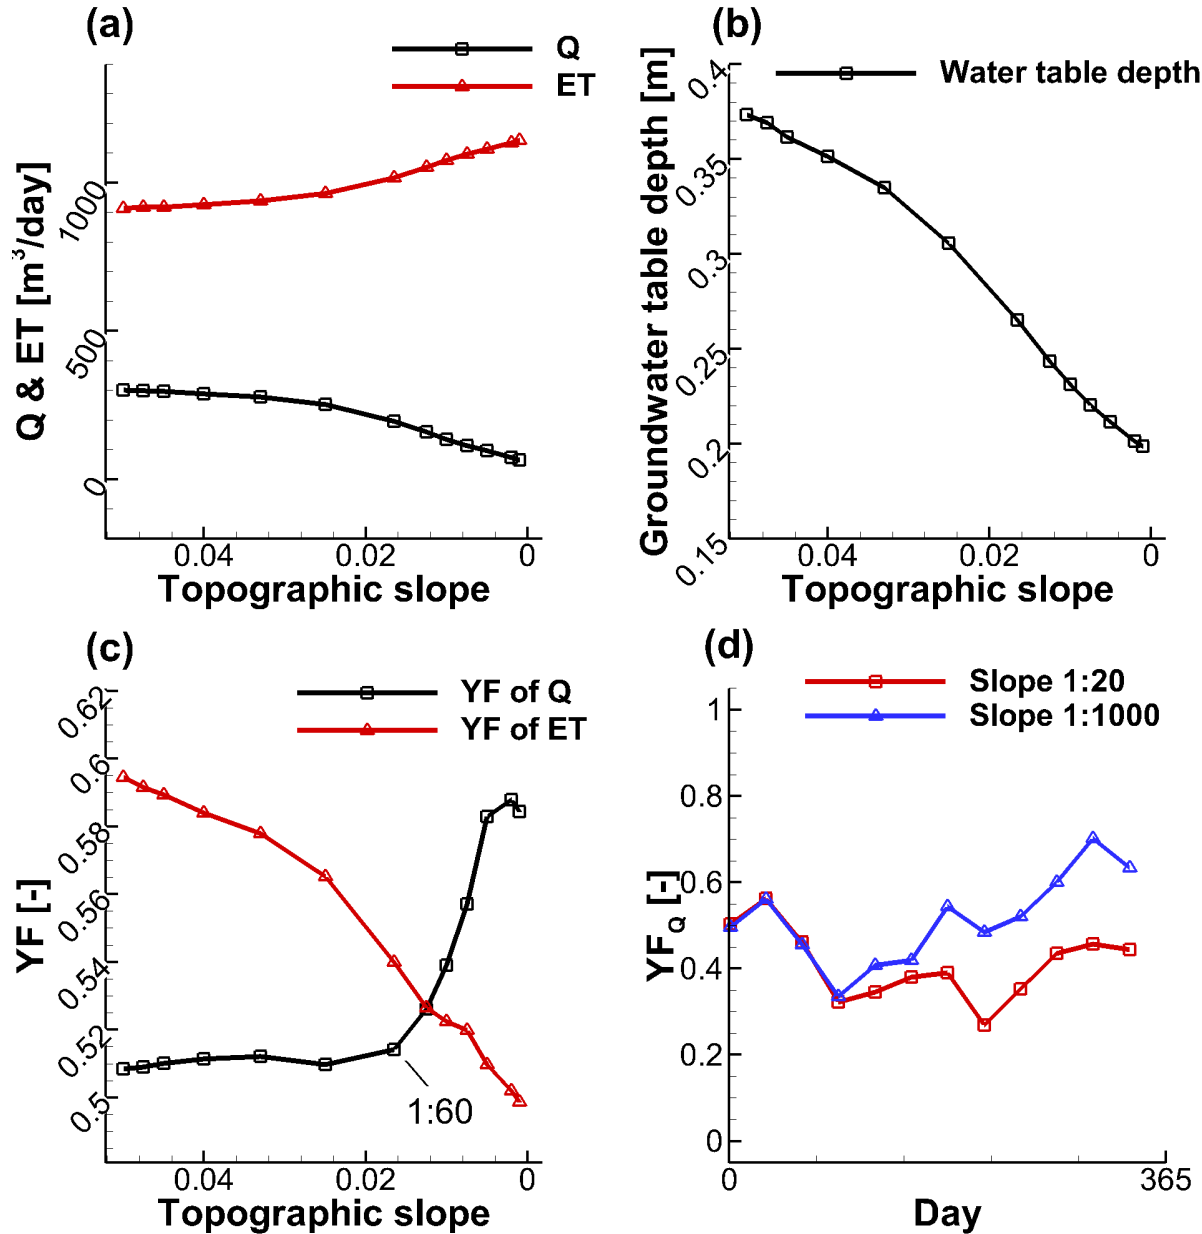 (a)
Q
ET
1000
500
0
Q & ET [m³/day]
0.04
0.02
0
Topographic slope
(b)
Water table depth
0.4
0.35
0.3
0.25
0.2
0.15
Groundwater table depth [m]
0.04
0.02
0
Topographic slope
(c)
YF of Q
YF of ET
0.62
0.6
0.58
0.56
0.54
0.52
0.5
YF [-]
1:60
0.04
0.02
0
Topographic slope
(d)
Slope 1:20
Slope 1:1000
1
0.8
0.6
0.4
0.2
0
YF_Q [-]
0
365
Day